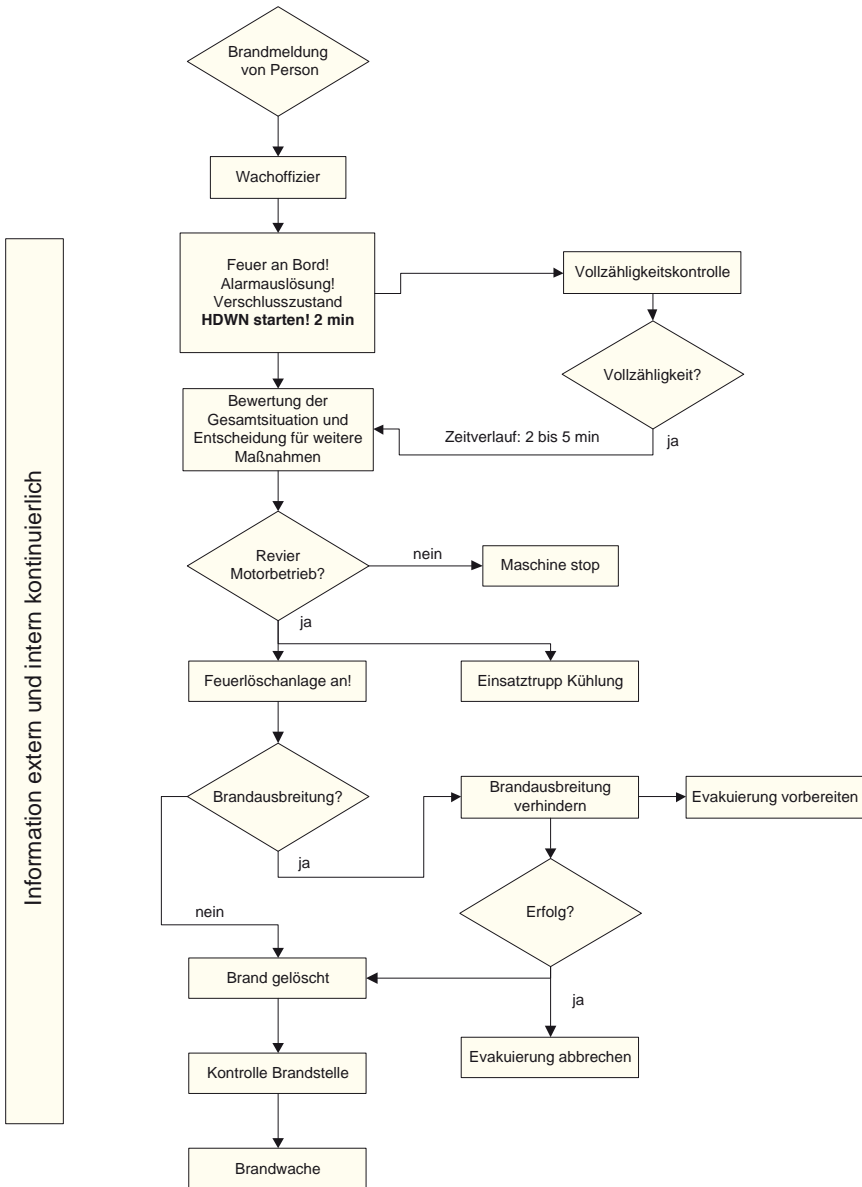 Brandmeldung
von Person
Wachoffizier
Feuer an Bord!
Alarmauslösung!
Verschlusszustand
HDWN starten! 2 min
Vollzähligkeitskontrolle
Vollzähligkeit?
Bewertung der
Gesamtsituation und
Entscheidung für weitere
Maßnahmen
Zeitverlauf: 2 bis 5 min
ja
Revier
Motorbetrieb?
nein
Maschine stop
ja
Feuerlöschanlage an!
Einsatztrupp Kühlung
Brandausbreitung?
Brandausbreitung
verhindern
Evakuierung vorbereiten
ja
nein
Erfolg?
Brand gelöscht
ja
Evakuierung abbrechen
Kontrolle Brandstelle
Brandwache
Information extern und intern kontinuierlich